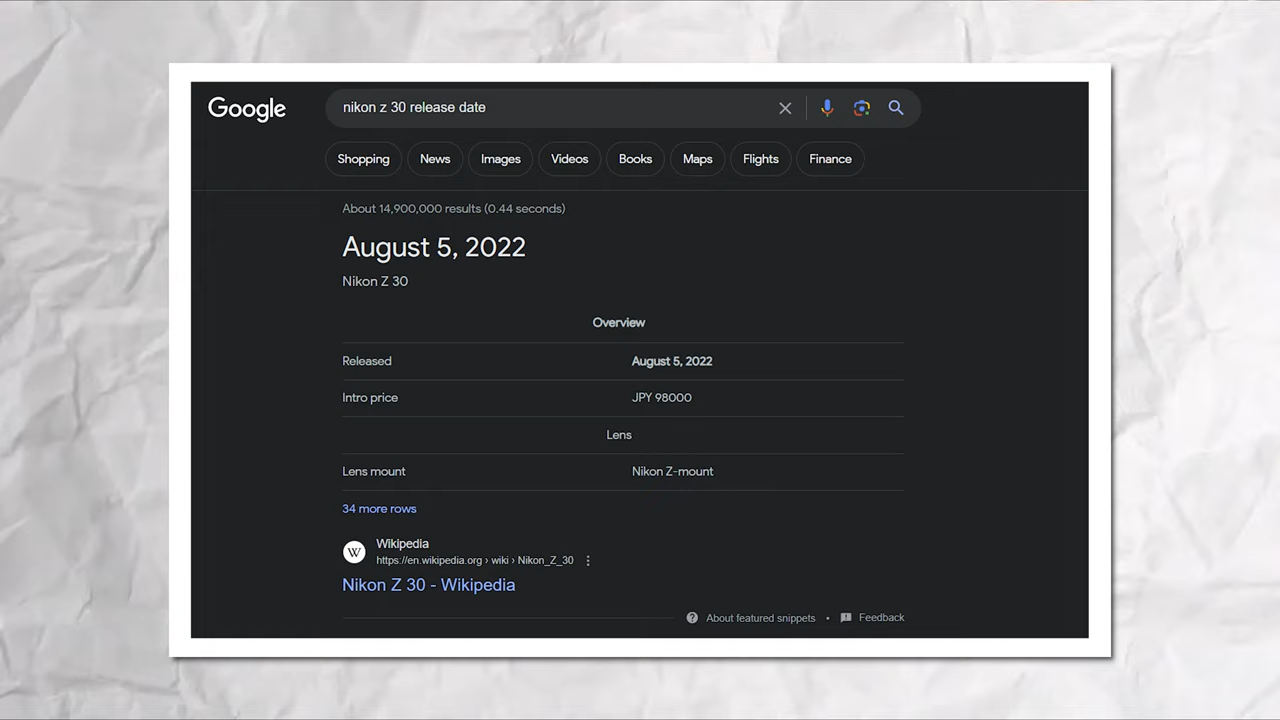 Google
nikon z 30 release date
Shopping News Images Videos Books Maps Flights Finance
About 14,900,000 results (0.44 seconds)
August 5, 2022
Nikon Z 30
Overview
Released August 5, 2022
Intro price JPY 98000
Lens
Lens mount Nikon Z-mount
34 more rows
W
Wikipedia
https://en.wikipedia.org › wiki › Nikon_Z_30
Nikon Z 30 - Wikipedia
About featured snippets • Feedback